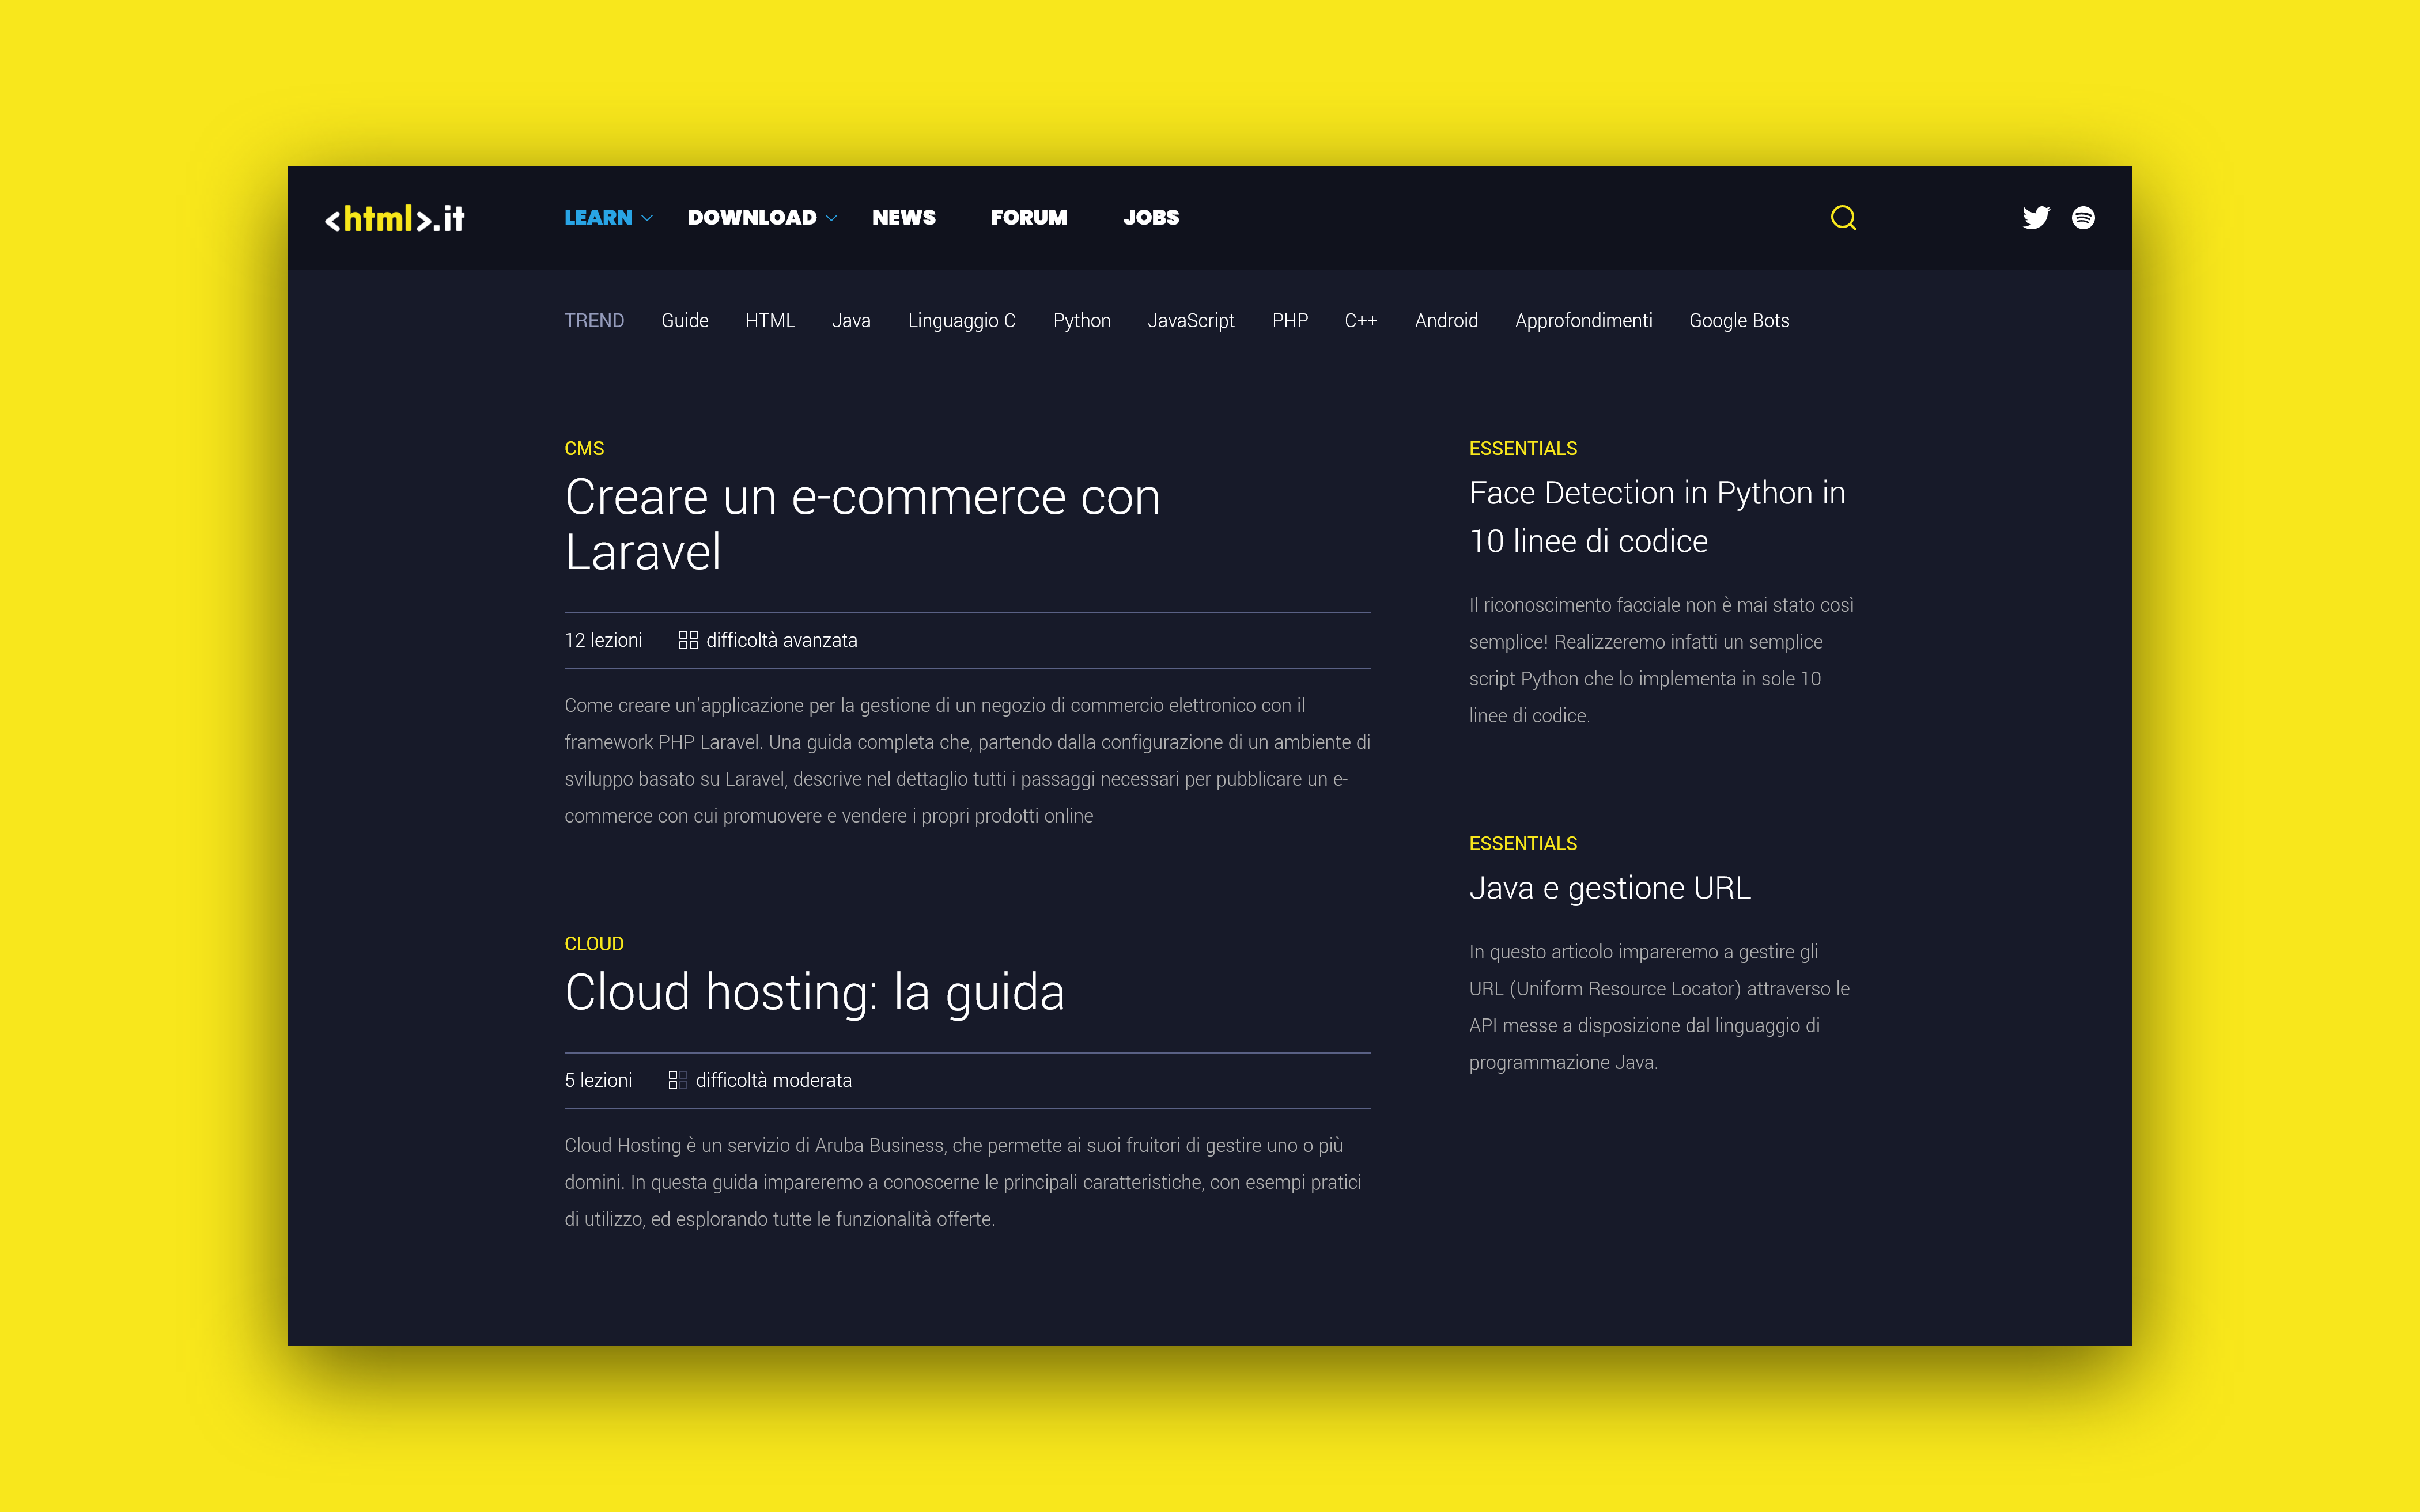 <html>.it
LEARN DOWNLOAD NEWS FORUM JOBS
TREND Guide HTML Java Linguaggio C Python JavaScript PHP C++ Android Approfondimenti Google Bots
CMS
Creare un e-commerce con
Laravel
12 lezioni difficoltà avanzata
Come creare un’applicazione per la gestione di un negozio di commercio elettronico con il
framework PHP Laravel. Una guida completa che, partendo dalla configurazione di un ambiente di
sviluppo basato su Laravel, descrive nel dettaglio tutti i passaggi necessari per pubblicare un e-
commerce con cui promuovere e vendere i propri prodotti online
CLOUD
Cloud hosting: la guida
5 lezioni difficoltà moderata
Cloud Hosting è un servizio di Aruba Business, che permette ai suoi fruitori di gestire uno o più
domini. In questa guida impareremo a conoscerne le principali caratteristiche, con esempi pratici
di utilizzo, ed esplorando tutte le funzionalità offerte.
ESSENTIALS
Face Detection in Python in
10 linee di codice
Il riconoscimento facciale non è mai stato così
semplice! Realizzeremo infatti un semplice
script Python che lo implementa in sole 10
linee di codice.
ESSENTIALS
Java e gestione URL
In questo articolo impareremo a gestire gli
URL (Uniform Resource Locator) attraverso le
API messe a disposizione dal linguaggio di
programmazione Java.